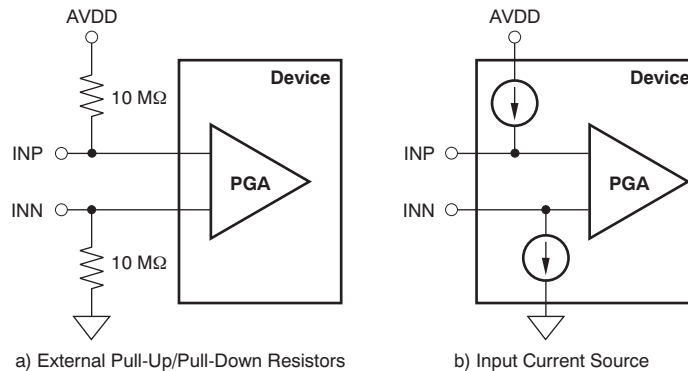 AVDD
10 MΩ
Device
INP
INN
PGA
10 MΩ
a) External Pull-Up/Pull-Down Resistors
AVDD
Device
INP
INN
PGA
b) Input Current Source